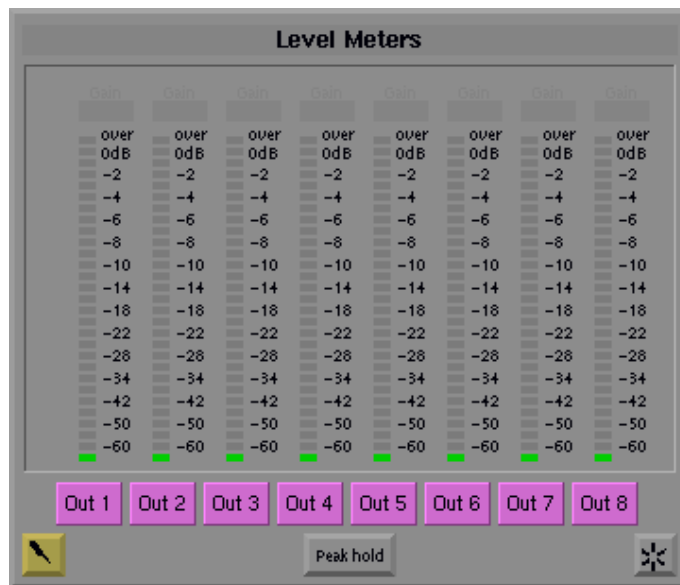 Level Meters
Gain Gain Gain Gain Gain Gain Gain Gain
over over over over over over over over
0dB 0dB 0dB 0dB 0dB 0dB 0dB 0dB
-2 -2 -2 -2 -2 -2 -2 -2
-4 -4 -4 -4 -4 -4 -4 -4
-6 -6 -6 -6 -6 -6 -6 -6
-8 -8 -8 -8 -8 -8 -8 -8
-10 -10 -10 -10 -10 -10 -10 -10
-14 -14 -14 -14 -14 -14 -14 -14
-18 -18 -18 -18 -18 -18 -18 -18
-22 -22 -22 -22 -22 -22 -22 -22
-28 -28 -28 -28 -28 -28 -28 -28
-34 -34 -34 -34 -34 -34 -34 -34
-42 -42 -42 -42 -42 -42 -42 -42
-50 -50 -50 -50 -50 -50 -50 -50
-60 -60 -60 -60 -60 -60 -60 -60
Out 1 Out 2 Out 3 Out 4 Out 5 Out 6 Out 7 Out 8
Peak hold